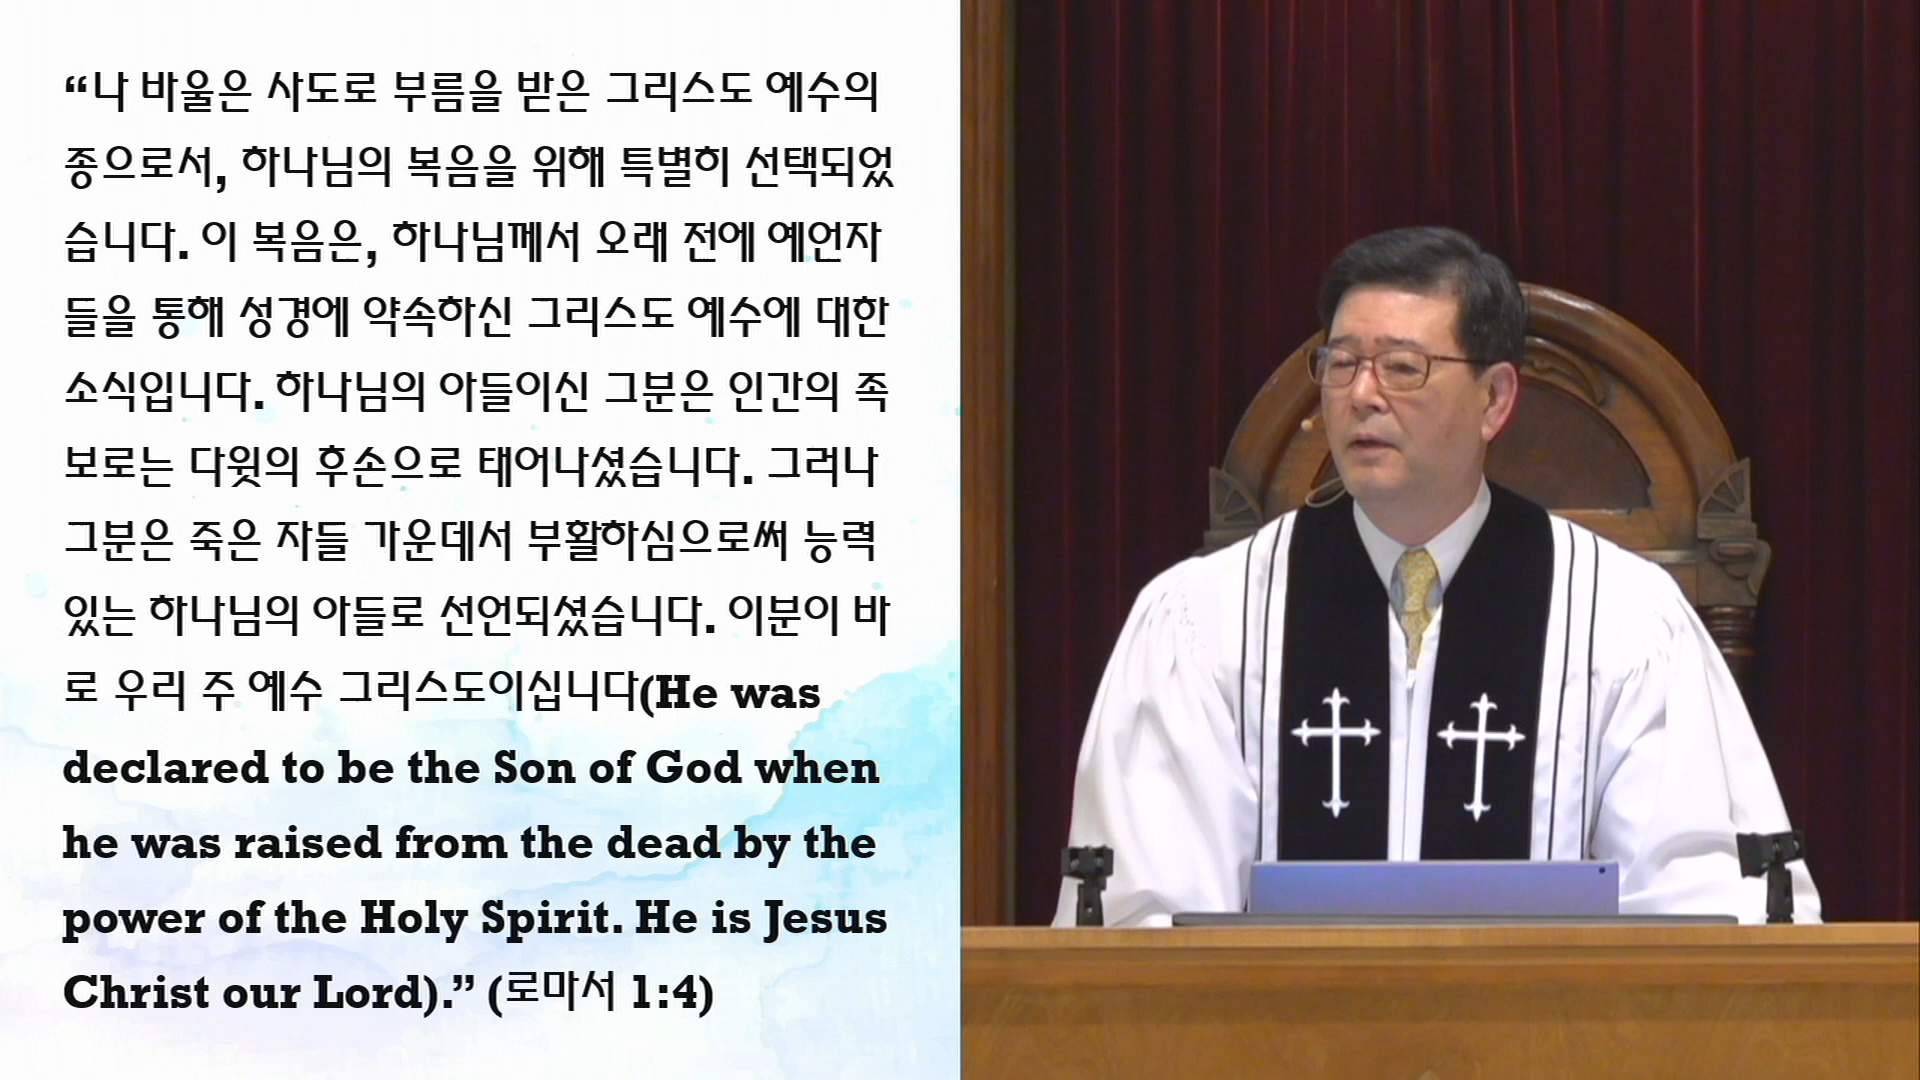 “나 바울은 사도로 부름을 받은 그리스도 예수의
종으로서, 하나님의 복음을 위해 특별히 선택되었
습니다. 이 복음은, 하나님께서 오래 전에 예언자
들을 통해 성경에 약속하신 그리스도 예수에 대한
소식입니다. 하나님의 아들이신 그분은 인간의 족
보로는 다윗의 후손으로 태어나셨습니다. 그러나
그분은 죽은 자들 가운데서 부활하심으로써 능력
있는 하나님의 아들로 선언되셨습니다. 이분이 바
로 우리 주 예수 그리스도이십니다(He was
declared to be the Son of God when
he was raised from the dead by the
power of the Holy Spirit. He is Jesus
Christ our Lord).” (로마서 1:4)